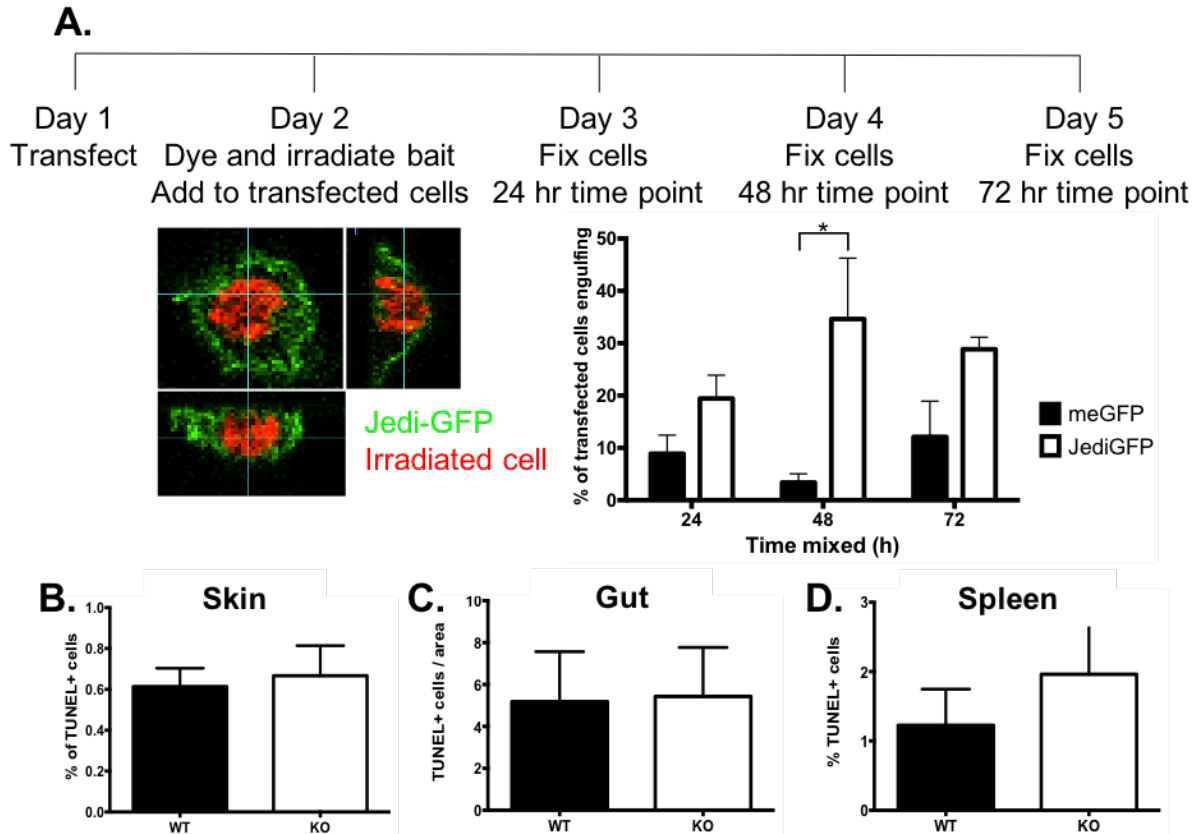 A.
Day 1
Transfect
Day 2
Dye and irradiate bait
Add to transfected cells
Day 3
Fix cells
24 hr time point
Day 4
Fix cells
48 hr time point
Day 5
Fix cells
72 hr time point
Jedi-GFP
Irradiated cell
% of transfected cells engulfing
50
40
30
20
10
0
*
24
48
72
Time mixed (h)
meGFP
JediGFP
B.
Skin
% of TUNEL+ cells
1.0
0.8
0.6
0.4
0.2
0.0
WT
KO
C.
Gut
TUNEL+ cells / area
10
8
6
4
2
0
WT
KO
D.
Spleen
% TUNEL+ cells
3
2
1
0
WT
KO